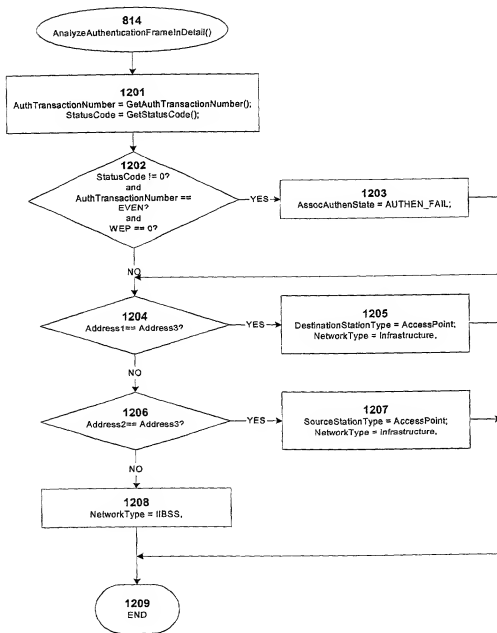 814
AnalyzeAuthenticationFrameInDetail()
1201
AuthTransactionNumber = GetAuthTransactionNumber();
StatusCode = GetStatusCode();
1202
StatusCode != 0?
and
AuthTransactionNumber ==
EVEN?
and
WEP == 0?
YES
1203
AssocAuthenState = AUTHEN_FAIL;
NO
1204
Address1== Address3?
YES
1205
DestinationStationType = AccessPoint;
NetworkType = Infrastructure,
NO
1206
Address2== Address3?
YES
1207
SourceStationType = AccessPoint;
NetworkType = Infrastructure,
NO
1208
NetworkType = IIBSS,
1209
END